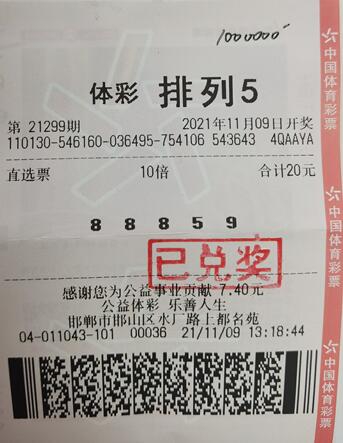 1000000
体彩 排列5
第 21299期 2021年11月09日开奖
110130-546160-036495-754106 543643 4QAAYA
直选票 10倍 合计20元
88859
已兑奖
感谢您为公益事业贡献 7.40元
公益体彩 乐善人生
邯郸市邯山区水厂路上都名苑
04-011043-101 00036 21/11/09 13:18:44
中国体育彩票
中国体育彩票
中国体育彩票